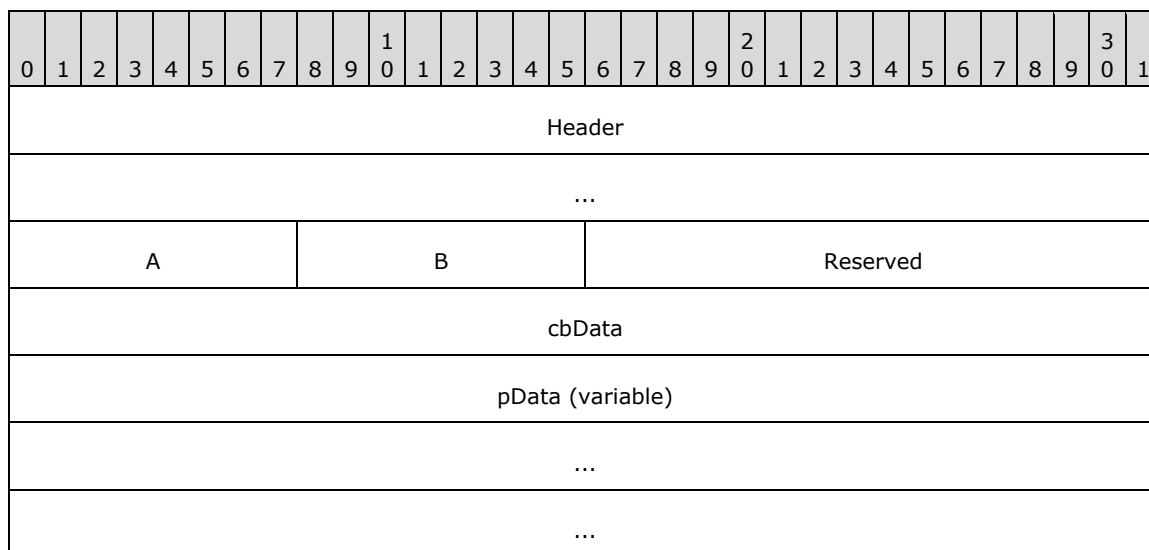 1 2 3
0 1 2 3 4 5 6 7 8 9 0 1 2 3 4 5 6 7 8 9 0 1 2 3 4 5 6 7 8 9 0 1
Header
...
A B Reserved
cbData
pData (variable)
...
...